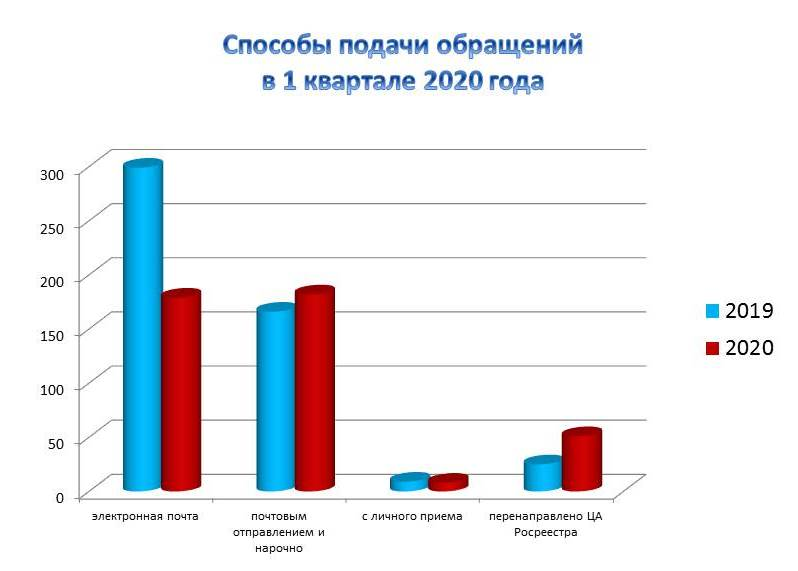 Способы подачи обращений
в 1 квартале 2020 года
300
250
200
150
100
50
0
электронная почта
почтовым
отправлением и
нарочно
с личного приема
перенаправлено ЦА
Росреестра
2019
2020